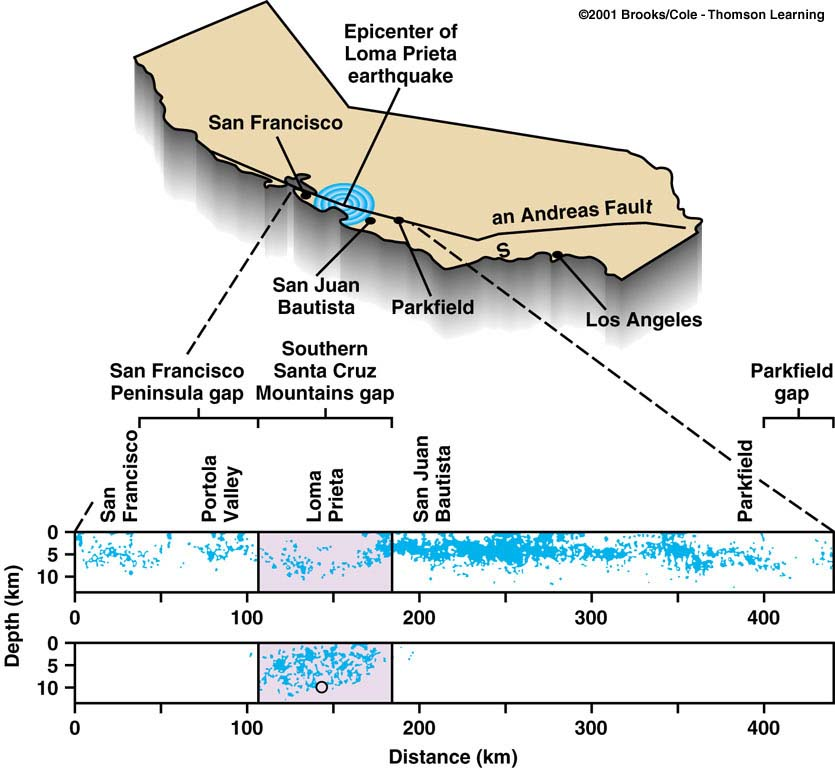 ©2001 Brooks/Cole - Thomson Learning
Epicenter of
Loma Prieta
earthquake
San Francisco
an Andreas Fault
S
San Juan
Bautista
Parkfield
Los Angeles
San Francisco
Peninsula gap
Southern
Santa Cruz
Mountains gap
Parkfield
gap
San
Francisco
Portola
Valley
Loma
Prieta
San Juan
Bautista
Parkfield
0
5
10
0
100
200
300
400
Depth (km)
0
5
10
0
100
200
300
400
Distance (km)